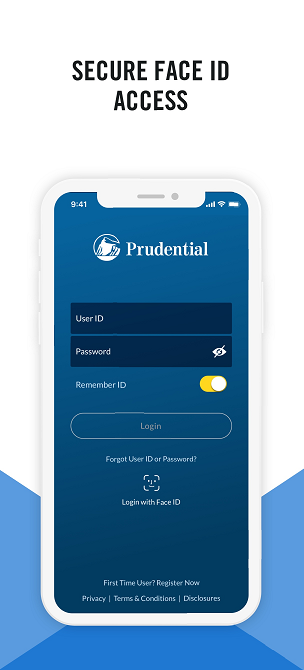 SECURE FACE ID
ACCESS
9:41
Prudential
User ID
Password
Remember ID
Login
Forgot User ID or Password?
Login with Face ID
First Time User? Register Now
Privacy | Terms & Conditions | Disclosures